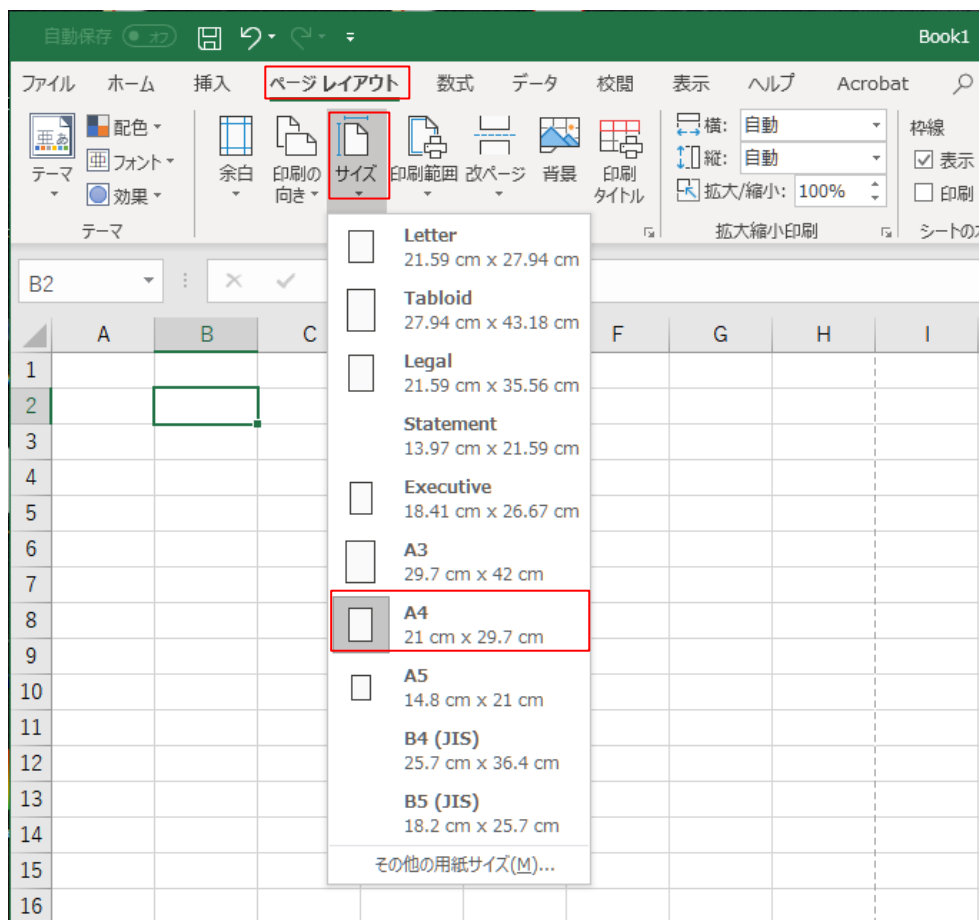 自動保存 オフ Book1
ファイル ホーム 挿入 ページ レイアウト 数式 データ 校閲 表示 ヘルプ Acrobat
亜あ
テーマ
配色
亜 フォント
効果
テーマ
余白
印刷の
向き
サイズ
印刷範囲
改ページ
背景
印刷
タイトル
横: 自動
縦: 自動
拡大/縮小: 100%
拡大縮小印刷
枠線
表示
印刷
シートの
B2
Letter
21.59 cm x 27.94 cm
Tabloid
27.94 cm x 43.18 cm
Legal
21.59 cm x 35.56 cm
Statement
13.97 cm x 21.59 cm
Executive
18.41 cm x 26.67 cm
A3
29.7 cm x 42 cm
A4
21 cm x 29.7 cm
A5
14.8 cm x 21 cm
B4 (JIS)
25.7 cm x 36.4 cm
B5 (JIS)
18.2 cm x 25.7 cm
その他の用紙サイズ(M)...
A B C F G H I
1
2
3
4
5
6
7
8
9
10
11
12
13
14
15
16